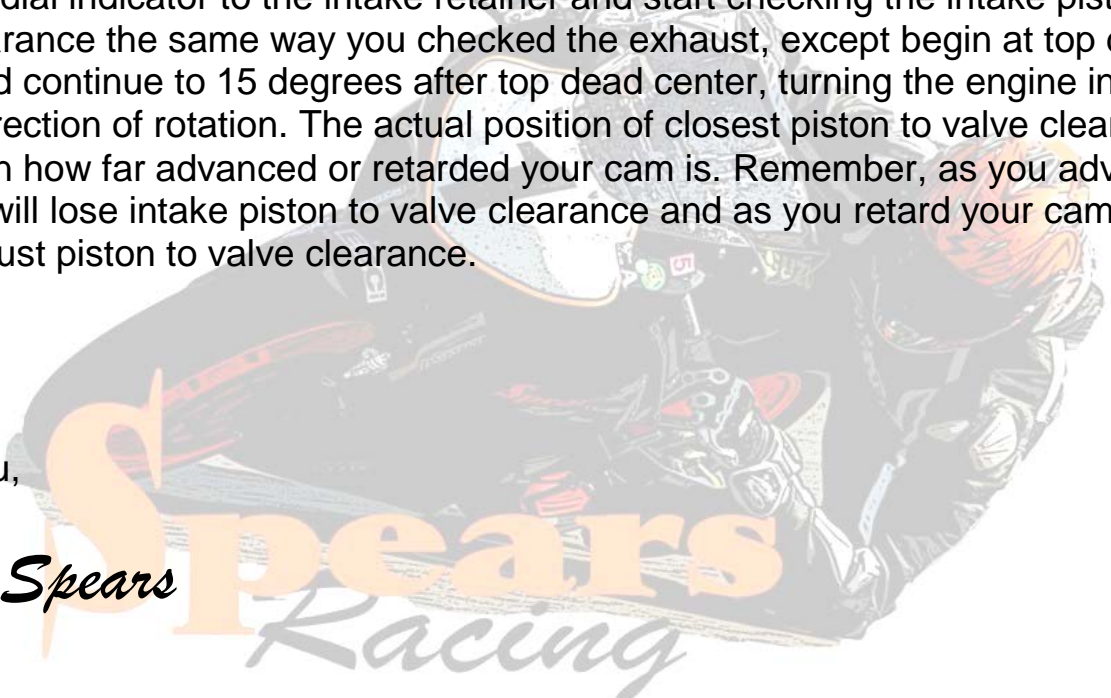 dial indicator to the intake retainer and start checking the intake pist
rance the same way you checked the exhaust, except begin at top
d continue to 15 degrees after top dead center, turning the engine in
rection of rotation. The actual position of closest piston to valve clear
n how far advanced or retarded your cam is. Remember, as you adv
will lose intake piston to valve clearance and as you retard your cam
ust piston to valve clearance.
u,
Spears
Spears
Racing